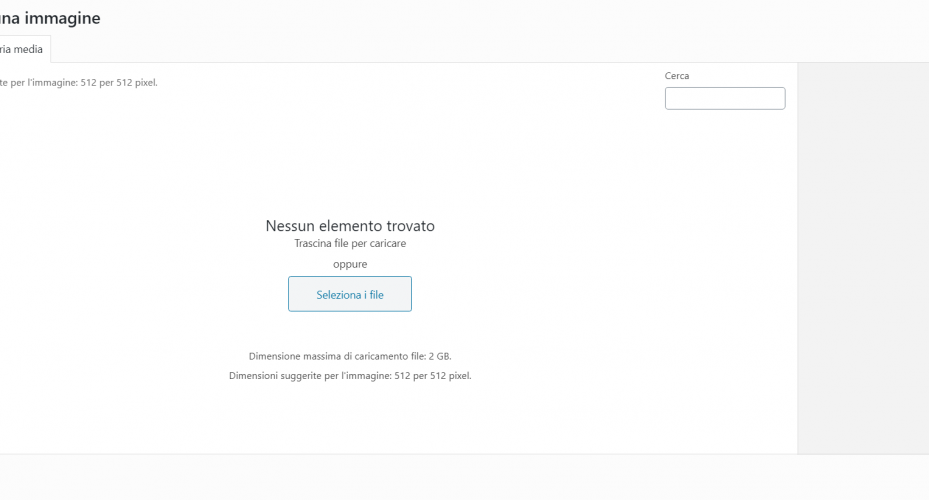 una immagine
ria media
te per l'immagine: 512 per 512 pixel.
Cerca
Nessun elemento trovato
Trascina file per caricare
oppure
Seleziona i file
Dimensione massima di caricamento file: 2 GB.
Dimensioni suggerite per l'immagine: 512 per 512 pixel.